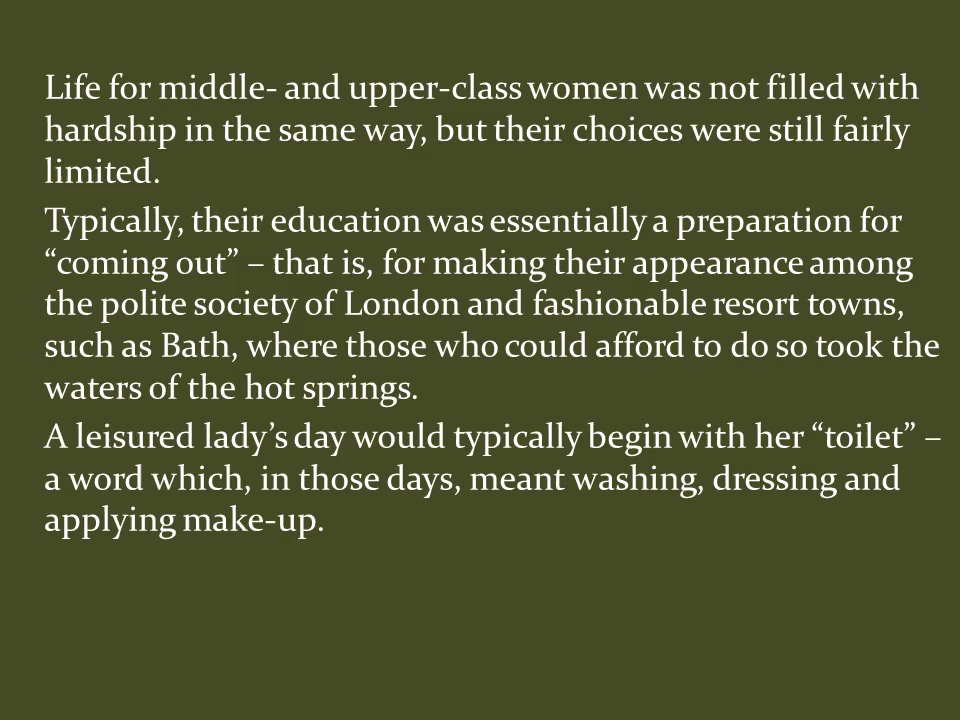 Life for middle- and upper-class women was not filled with
hardship in the same way, but their choices were still fairly
limited.
Typically, their education was essentially a preparation for
“coming out” – that is, for making their appearance among
the polite society of London and fashionable resort towns,
such as Bath, where those who could afford to do so took the
waters of the hot springs.
A leisured lady’s day would typically begin with her “toilet” –
a word which, in those days, meant washing, dressing and
applying make-up.